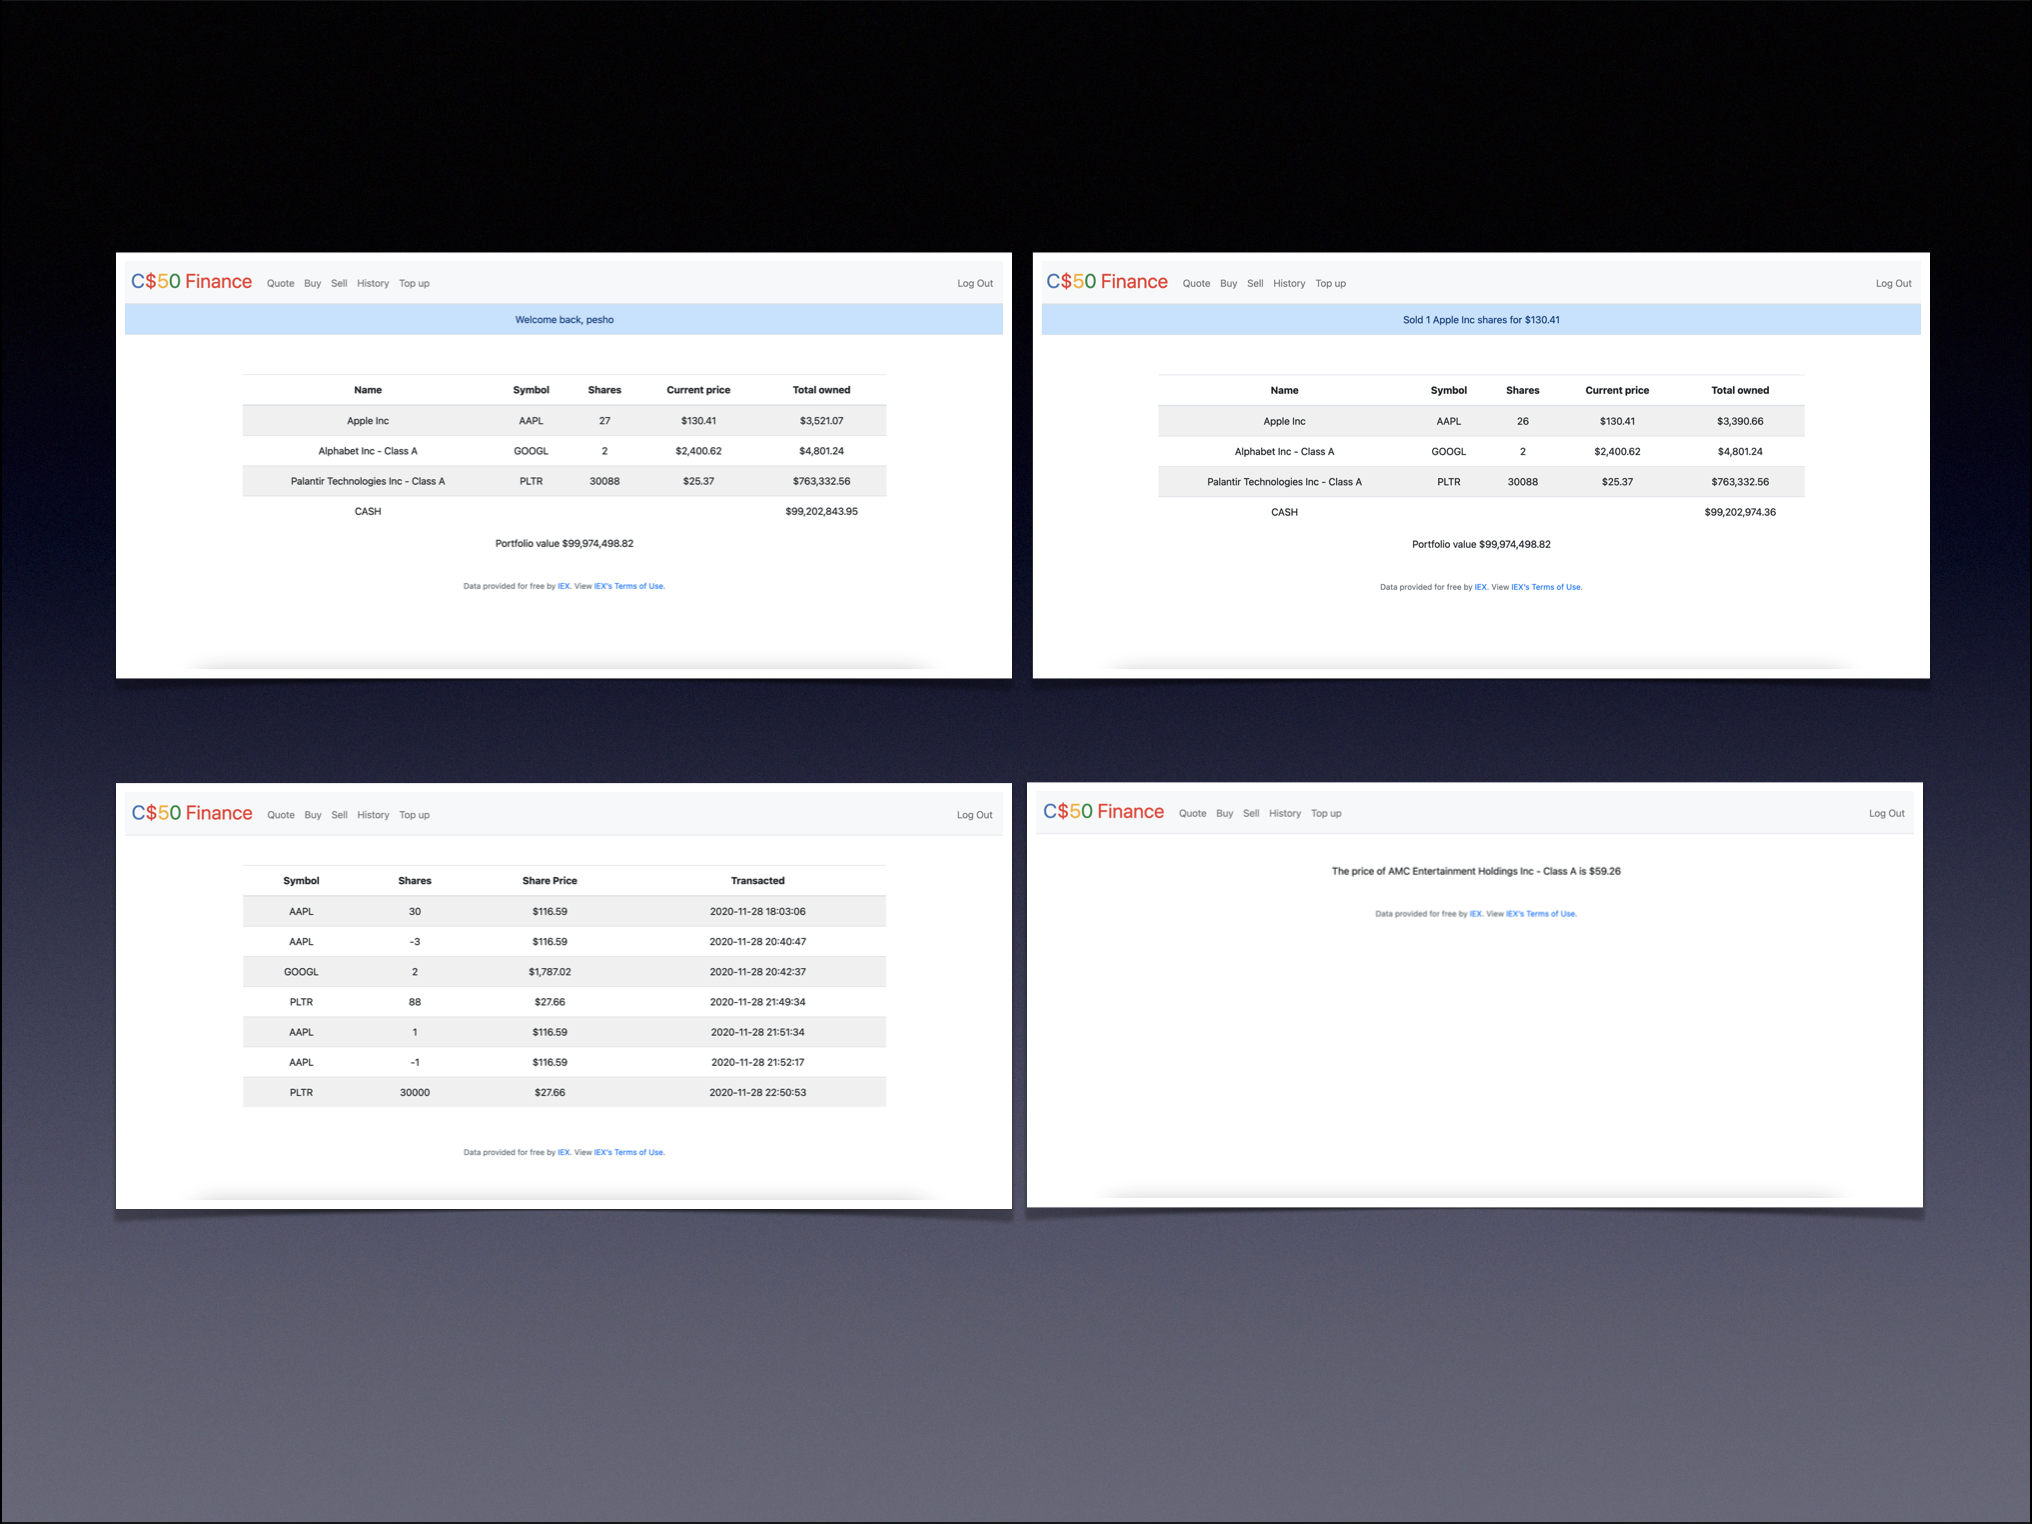 C$50 Finance Quote Buy Sell History Top up Log Out
Welcome back, pesho
Name Symbol Shares Current price Total owned
Apple Inc AAPL 27 $130.41 $3,521.07
Alphabet Inc - Class A GOOGL 2 $2,400.62 $4,801.24
Palantir Technologies Inc - Class A PLTR 30088 $25.37 $763,332.56
CASH $99,202,843.95
Portfolio value $99,974,498.82
Data provided for free by IEX. View IEX's Terms of Use.
C$50 Finance Quote Buy Sell History Top up Log Out
Sold 1 Apple Inc shares for $130.41
Name Symbol Shares Current price Total owned
Apple Inc AAPL 26 $130.41 $3,390.66
Alphabet Inc - Class A GOOGL 2 $2,400.62 $4,801.24
Palantir Technologies Inc - Class A PLTR 30088 $25.37 $763,332.56
CASH $99,202,974.36
Portfolio value $99,974,498.82
Data provided for free by IEX. View IEX's Terms of Use.
C$50 Finance Quote Buy Sell History Top up Log Out
Symbol Shares Share Price Transacted
AAPL 30 $116.59 2020-11-28 18:03:06
AAPL -3 $116.59 2020-11-28 20:40:47
GOOGL 2 $1,787.02 2020-11-28 20:42:37
PLTR 88 $27.66 2020-11-28 21:49:34
AAPL 1 $116.59 2020-11-28 21:51:34
AAPL -1 $116.59 2020-11-28 21:52:17
PLTR 30000 $27.66 2020-11-28 22:50:53
Data provided for free by IEX. View IEX's Terms of Use.
C$50 Finance Quote Buy Sell History Top up Log Out
The price of AMC Entertainment Holdings Inc - Class A is $59.26
Data provided for free by IEX. View IEX's Terms of Use.